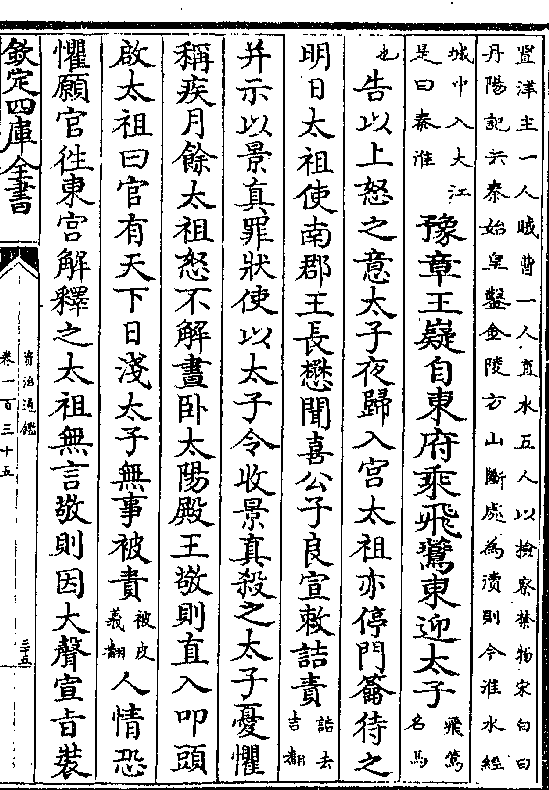 置津主一人賊曹一人直水五人以檢察禁物宋白曰
丹陽記云秦始皇鑿金陵方山斷處為瀆則今淮水經
城中入大江
是曰秦淮
豫章王嶷自東府乘飛鷰東迎太子
飛鷰
名馬
也
告以上怒之意太子夜歸入宮太祖亦停門籥待之
明日太祖使南郡王長懋聞喜公子良宣敕詰責
詰去
吉翻
并示以景真罪狀使以太子令收景真殺之太子憂懼
稱疾月餘太祖怒不解晝卧太陽殿王敬則直入叩頭
啟太祖曰官有天下日淺太子無事被責
被皮
義翻
人情恐
懼願官往東宮解釋之太祖無言敬則因大聲宣旨裝
欽定四庫全書
資治通鑑
卷一百三十五
三十五